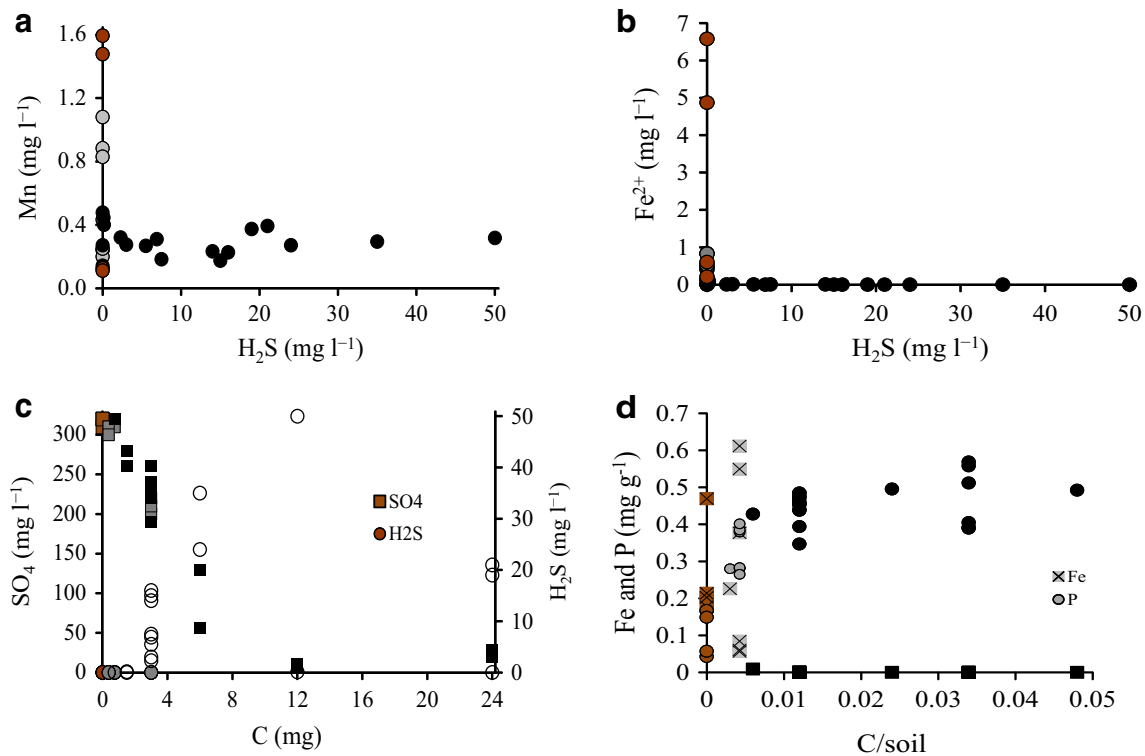 a
1.6
1.2
0.8
0.4
0.0
0 10 20 30 40 50
Mn (mg l⁻¹)
H₂S (mg l⁻¹)
b
7
6
5
4
3
2
1
0
0 10 20 30 40 50
Fe²⁺ (mg l⁻¹)
H₂S (mg l⁻¹)
c
300
250
200
150
100
50
0
50
40
30
20
10
0
0 4 8 12 16 20 24
SO₄ (mg l⁻¹)
H₂S (mg l⁻¹)
SO4
H2S
C (mg)
d
0.7
0.6
0.5
0.4
0.3
0.2
0.1
0
0 0.01 0.02 0.03 0.04 0.05
Fe and P (mg g⁻¹)
Fe
P
C/soil